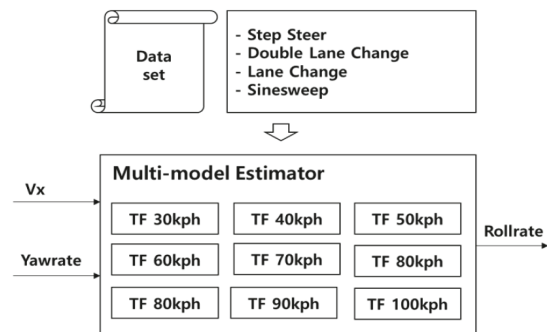 Data
set
- Step Steer
- Double Lane Change
- Lane Change
- Sinesweep
Multi-model Estimator
Vx
TF 30kph
TF 40kph
TF 50kph
Rollrate
Yawrate
TF 60kph
TF 70kph
TF 80kph
TF 80kph
TF 90kph
TF 100kph